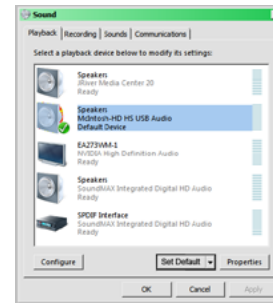 Sound
Playback Recording Sounds Communications
Select a playback device below to modify its settings:
Speakers
JRiver Media Center 20
Ready
Speakers
McIntosh-HD HS USB Audio
Default Device
EA273WM-1
NVIDIA High Definition Audio
Ready
Speakers
SoundMAX Integrated Digital HD Audio
Ready
SPDIF Interface
SoundMAX Integrated Digital HD Audio
Ready
Configure Set Default Properties
OK Cancel Apply